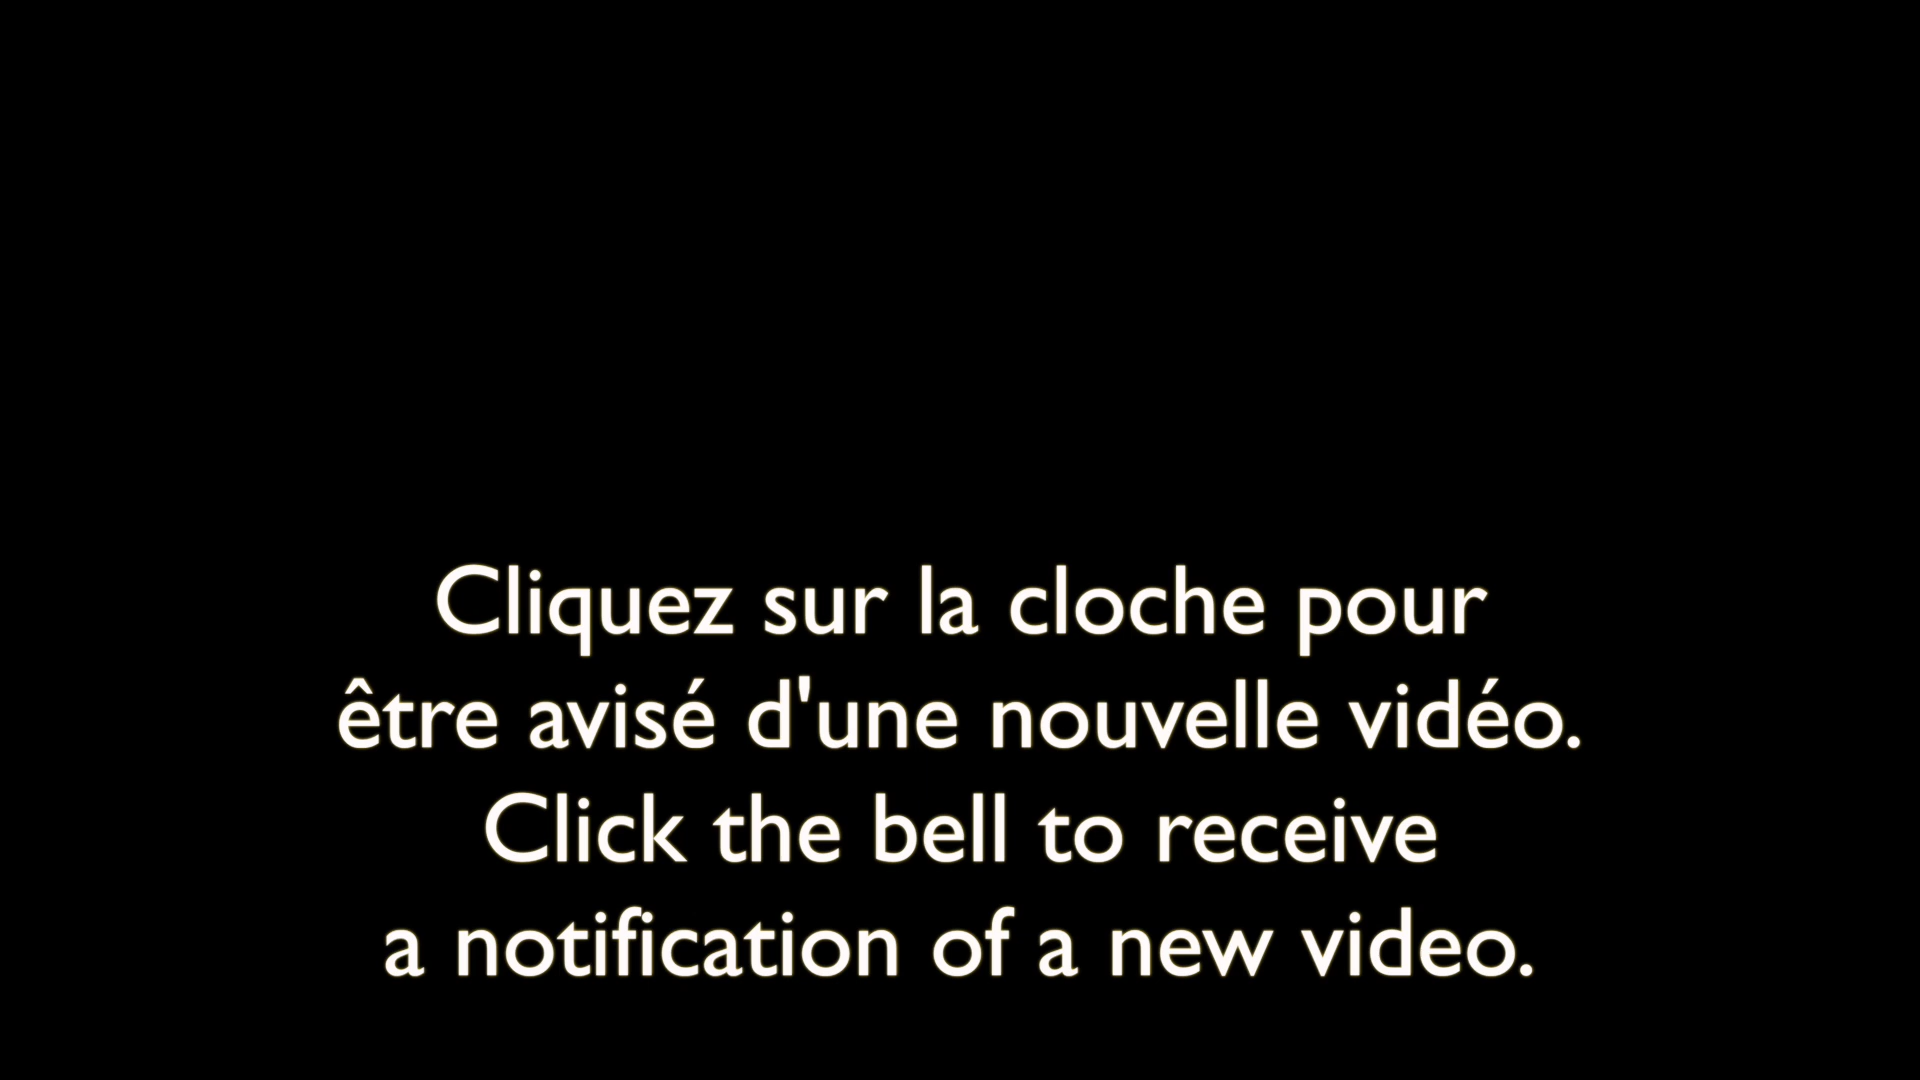 Cliquez sur la cloche pour
être avisé d'une nouvelle vidéo.
Click the bell to receive
a notification of a new video.